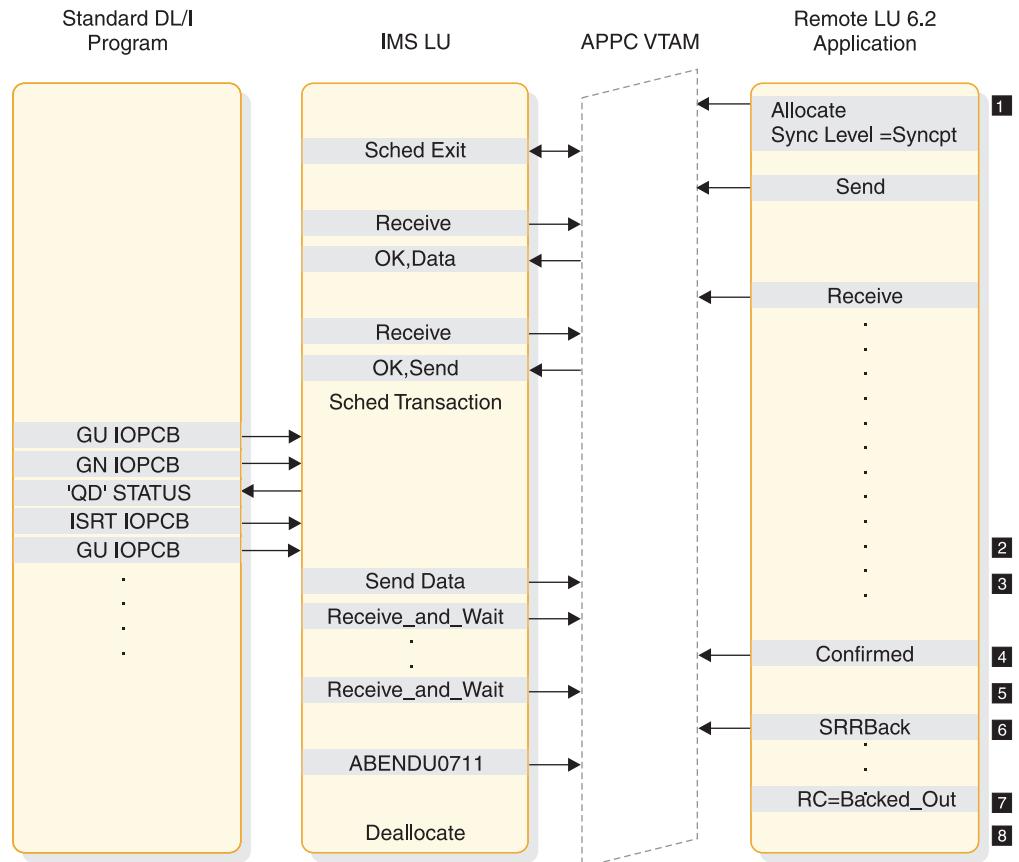 Standard DL/I
Program
IMS LU
APPC VTAM
Remote LU 6.2
Application
Allocate
Sync Level =Syncpt
1
Sched Exit
Send
Receive
OK,Data
Receive
Receive
OK,Send
Sched Transaction
GU IOPCB
GN IOPCB
'QD' STATUS
ISRT IOPCB
GU IOPCB
2
Send Data
3
Receive_and_Wait
Confirmed
4
Receive_and_Wait
5
SRRBack
6
ABENDU0711
RC=Backed_Out
7
Deallocate
8